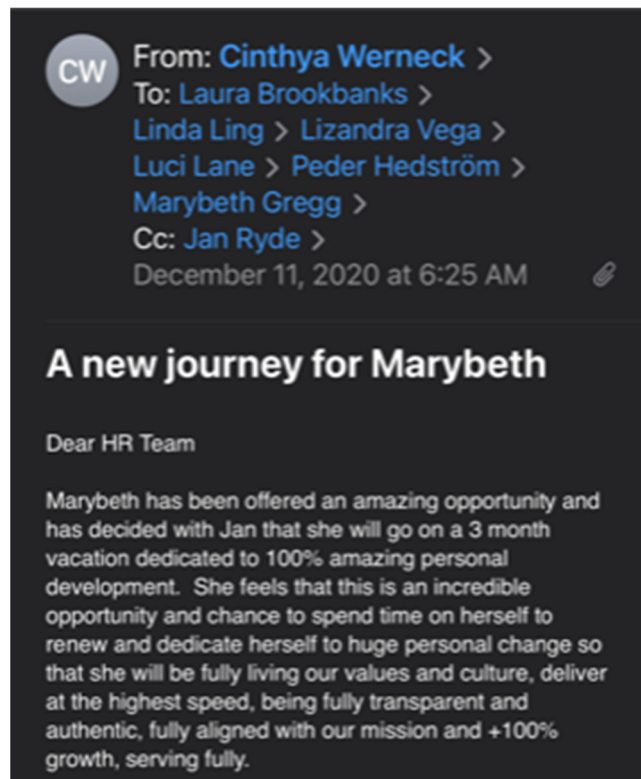 CW
From: Cinthya Werneck >
To: Laura Brookbanks >
Linda Ling > Lizandra Vega >
Luci Lane > Peder Hedström >
Marybeth Gregg >
Cc: Jan Ryde >
December 11, 2020 at 6:25 AM
A new journey for Marybeth
Dear HR Team
Marybeth has been offered an amazing opportunity and
has decided with Jan that she will go on a 3 month
vacation dedicated to 100% amazing personal
development.  She feels that this is an incredible
opportunity and chance to spend time on herself to
renew and dedicate herself to huge personal change so
that she will be fully living our values and culture, deliver
at the highest speed, being fully transparent and
authentic, fully aligned with our mission and +100%
growth, serving fully.